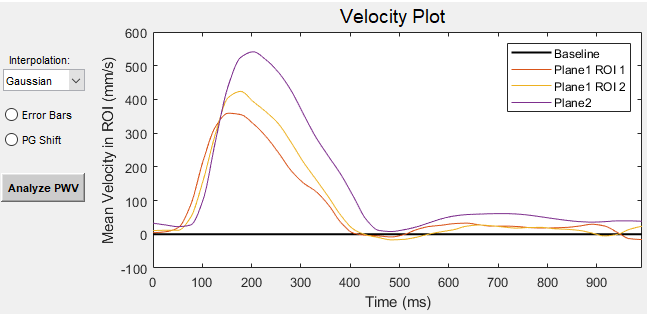 Velocity Plot
Interpolation:
Gaussian
Error Bars
PG Shift
Analyze PWV
Mean Velocity in ROI (mm/s)
600
500
400
300
200
100
0
-100
Baseline
Plane1 ROI 1
Plane1 ROI 2
Plane2
0 100 200 300 400 500 600 700 800 900
Time (ms)